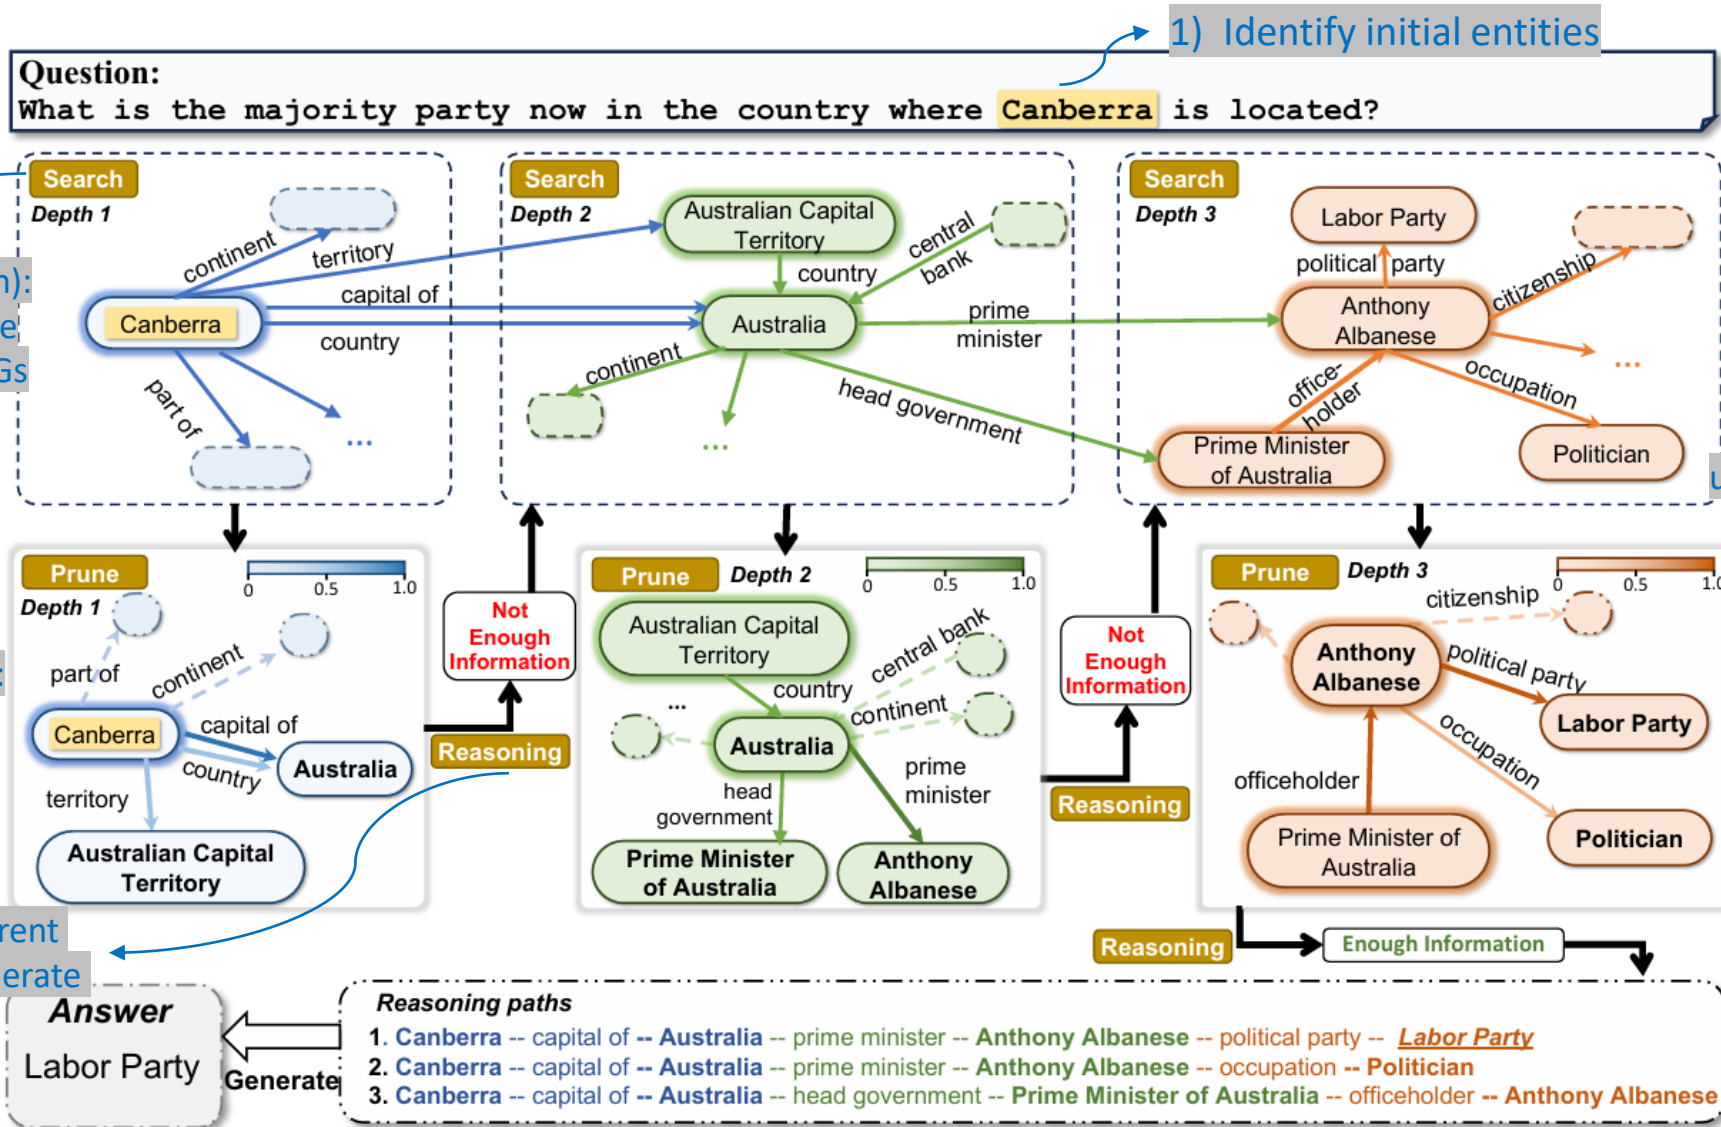 1) Identify initial entities
Question:
What is the majority party now in the country where Canberra is located?
Search
Depth 1
continent
territory
capital of
country
Canberra
part of
...
n):
e
Gs
Search
Depth 2
Australian Capital
Territory
central
bank
country
Australia
prime
minister
continent
head government
...
Search
Depth 3
Labor Party
political party
citizenship
Anthony
Albanese
...
office-
holder
occupation
Prime Minister
of Australia
Politician
u
Prune
Depth 1
0 0.5 1.0
part of
continent
:
Canberra
capital of
country
Australia
territory
Australian Capital
Territory
Not
Enough
Information
Reasoning
Prune
Depth 2
0 0.5 1.0
Australian Capital
Territory
central bank
country
continent
...
Australia
head
government
prime
minister
Prime Minister
of Australia
Anthony
Albanese
Not
Enough
Information
Reasoning
Prune
Depth 3
0 0.5 1.0
citizenship
Anthony
Albanese
political party
Labor Party
occupation
officeholder
Prime Minister of
Australia
Politician
rent
erate
Reasoning
Enough Information
Answer
Labor Party
Generate
Reasoning paths
1. Canberra -- capital of -- Australia -- prime minister -- Anthony Albanese -- political party -- Labor Party
2. Canberra -- capital of -- Australia -- prime minister -- Anthony Albanese -- occupation -- Politician
3. Canberra -- capital of -- Australia -- head government -- Prime Minister of Australia -- officeholder -- Anthony Albanese